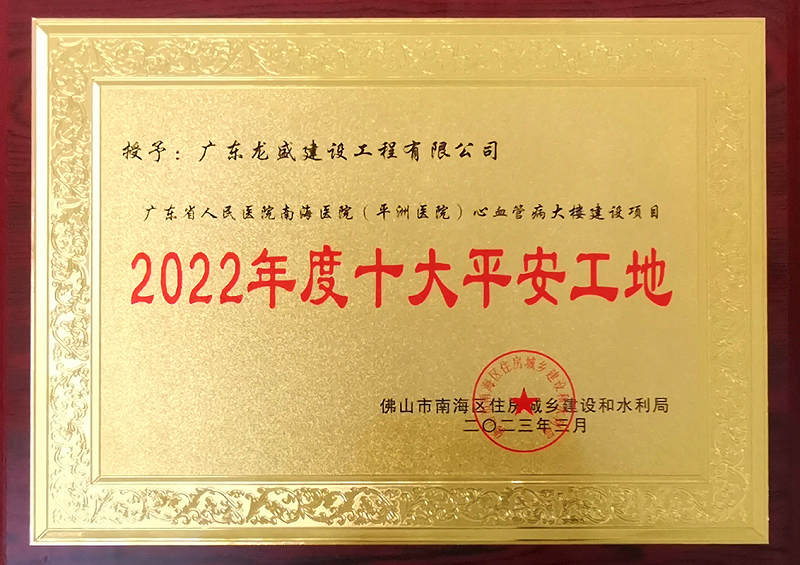 授予：广东龙盛建设工程有限公司
广东省人民医院南海医院（平洲医院）心血管病大楼建设项目
2022年度十大平安工地
佛山市南海区住房城乡建设和水利局
二〇二三年三月